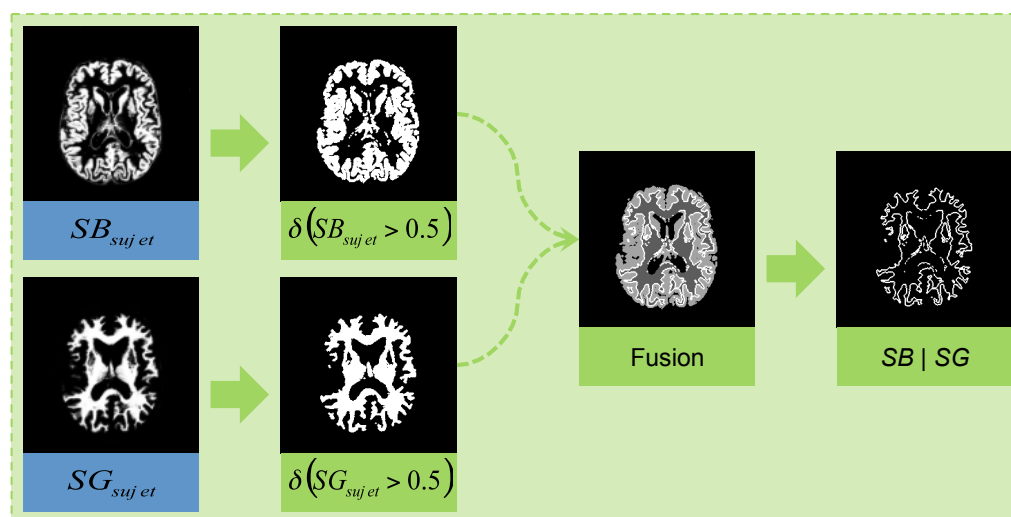 SB_sujet
δ(SB_sujet > 0.5)
Fusion
SB | SG
SG_sujet
δ(SG_sujet > 0.5)